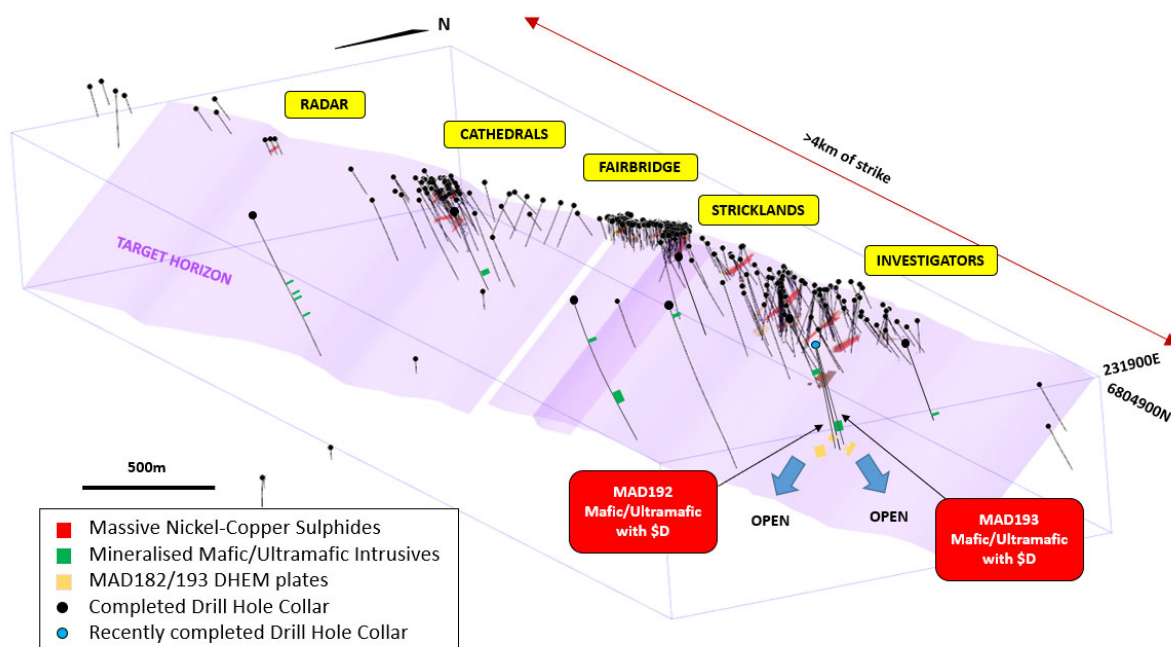 N
RADAR
CATHEDRALS
FAIRBRIDGE
STRICKLANDS
INVESTIGATORS
>4km of strike
TARGET HORIZON
231900E
6804900N
500m
MAD192
Mafic/Ultramafic
with $D
OPEN
OPEN
MAD193
Mafic/Ultramafic
with $D
Massive Nickel-Copper Sulphides
Mineralised Mafic/Ultramafic Intrusives
MAD182/193 DHEM plates
Completed Drill Hole Collar
Recently completed Drill Hole Collar